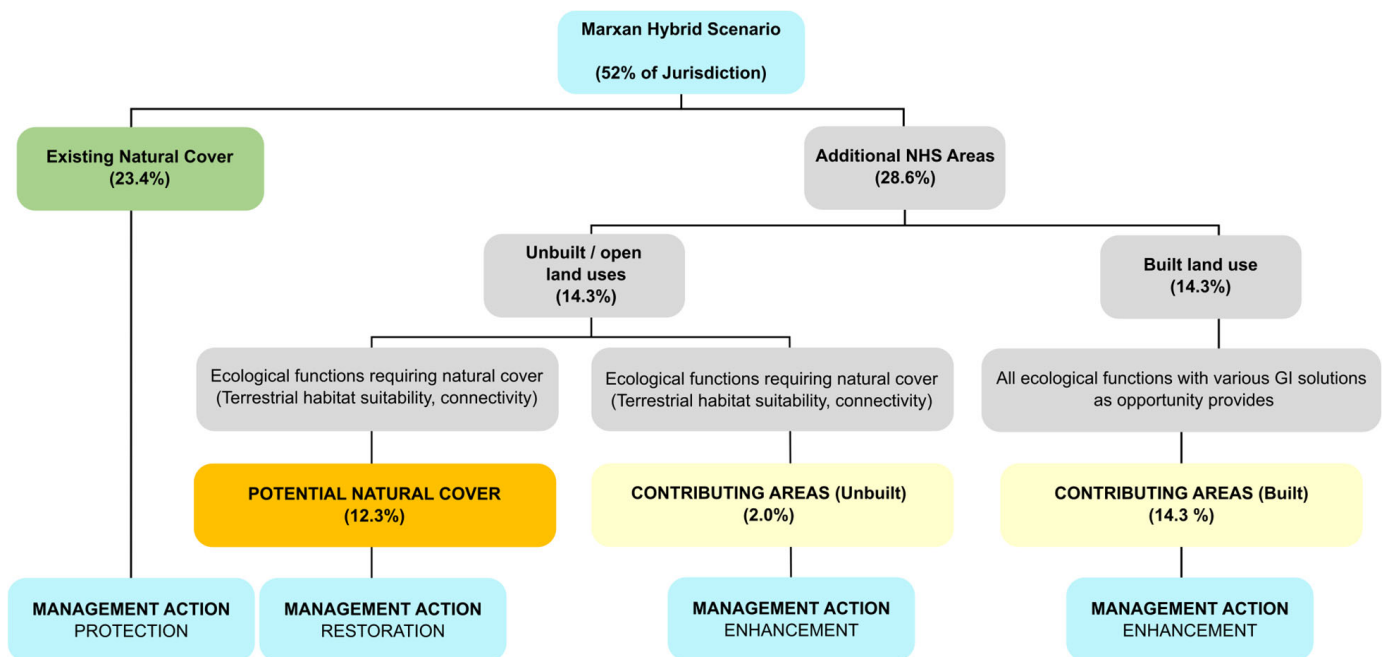 Marxan Hybrid Scenario
(52% of Jurisdiction)
Existing Natural Cover
(23.4%)
Additional NHS Areas
(28.6%)
Unbuilt / open
land uses
(14.3%)
Built land use
(14.3%)
Ecological functions requiring natural cover
(Terrestrial habitat suitability, connectivity)
Ecological functions requiring natural cover
(Terrestrial habitat suitability, connectivity)
All ecological functions with various GI solutions
as opportunity provides
POTENTIAL NATURAL COVER
(12.3%)
CONTRIBUTING AREAS (Unbuilt)
(2.0%)
CONTRIBUTING AREAS (Built)
(14.3 %)
MANAGEMENT ACTION
PROTECTION
MANAGEMENT ACTION
RESTORATION
MANAGEMENT ACTION
ENHANCEMENT
MANAGEMENT ACTION
ENHANCEMENT